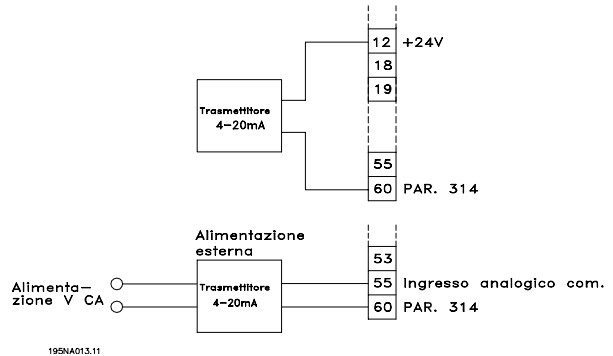 12 +24V
18
19
Trasmettitore
4-20mA
55
60 PAR. 314
Alimentazione
esterna
53
Alimenta-
zione V CA
Trasmettitore
4-20mA
55 Ingresso analogico com.
60 PAR. 314
195NA013.11